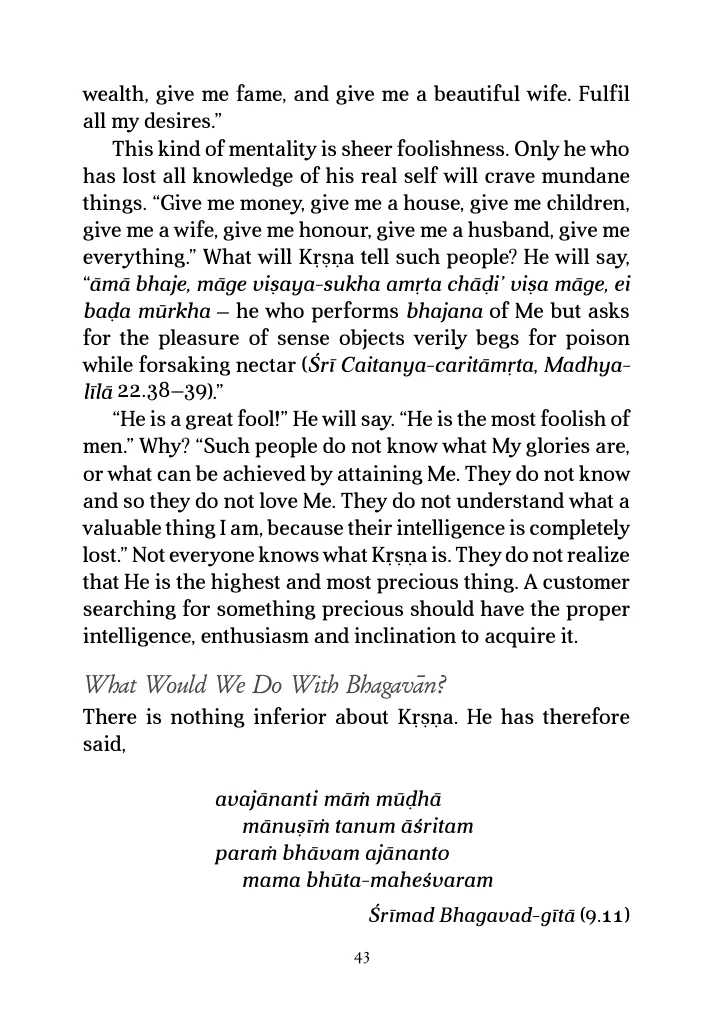 wealth, give me fame, and give me a beautiful wife. Fulfil
all my desires.”
This kind of mentality is sheer foolishness. Only he who
has lost all knowledge of his real self will crave mundane
things. “Give me money, give me a house, give me children,
give me a wife, give me honour, give me a husband, give me
everything.” What will Kṛṣṇa tell such people? He will say,
“āmā bhaje, māge viṣaya-sukha amṛta chāḍi’ viṣa māge, ei
baḍa mūrkha – he who performs bhajana of Me but asks
for the pleasure of sense objects verily begs for poison
while forsaking nectar (Śrī Caitanya-caritāmṛta, Madhya-
līlā 22.38–39).”
“He is a great fool!” He will say. “He is the most foolish of
men.” Why? “Such people do not know what My glories are,
or what can be achieved by attaining Me. They do not know
and so they do not love Me. They do not understand what a
valuable thing I am, because their intelligence is completely
lost.” Not everyone knows what Kṛṣṇa is. They do not realize
that He is the highest and most precious thing. A customer
searching for something precious should have the proper
intelligence, enthusiasm and inclination to acquire it.
What Would We Do With Bhagavān?
There is nothing inferior about Kṛṣṇa. He has therefore
said,
avajānanti māṁ mūḍhā
mānuṣīṁ tanum āśritam
paraṁ bhāvam ajānanto
mama bhūta-maheśvaram
Śrīmad Bhagavad-gītā (9.11)
43